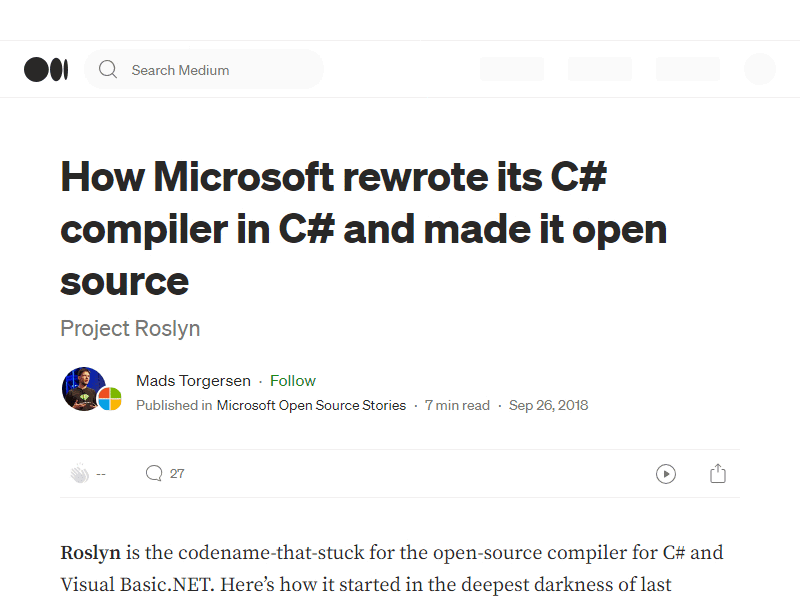 Search Medium
How Microsoft rewrote its C#
compiler in C# and made it open
source
Project Roslyn
Mads Torgersen · Follow
Published in Microsoft Open Source Stories · 7 min read · Sep 26, 2018
-- 27
Roslyn is the codename-that-stuck for the open-source compiler for C# and
Visual Basic.NET. Here’s how it started in the deepest darkness of last